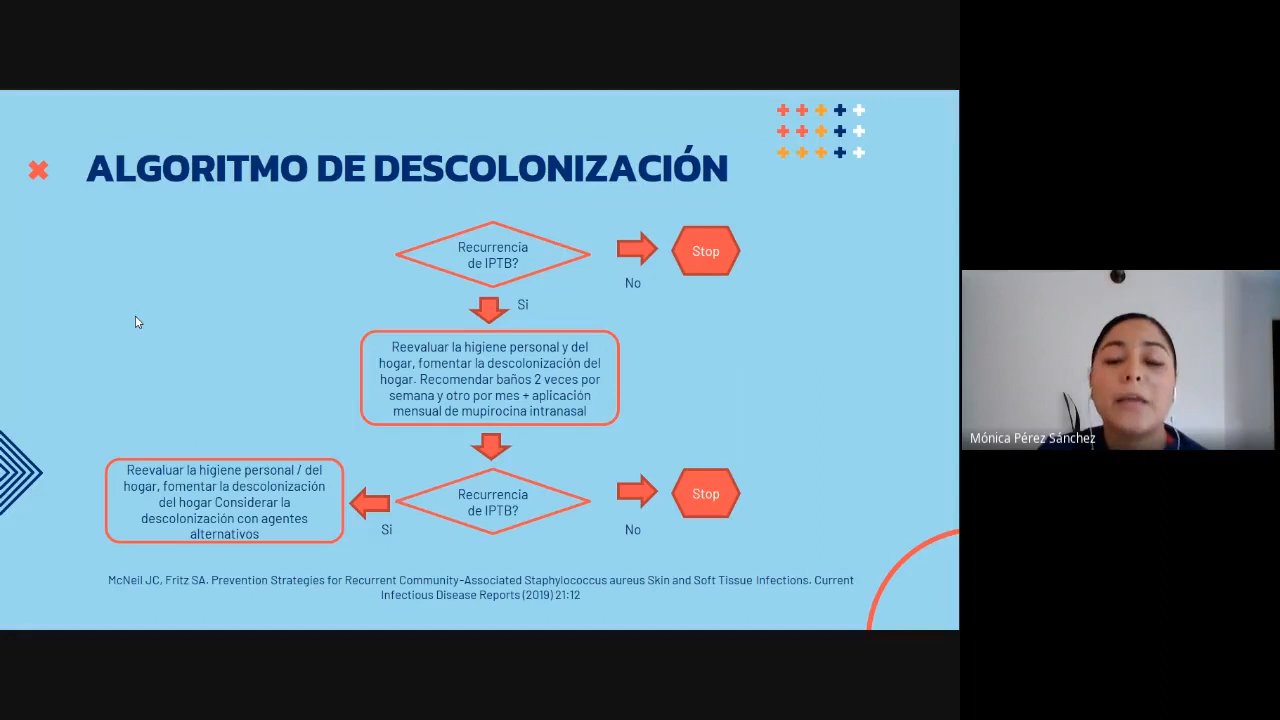 ALGORITMO DE DESCOLONIZACIÓN
Recurrencia
de IPTB?
Stop
No
Si
Reevaluar la higiene personal y del
hogar, fomentar la descolonización del
hogar. Recomendar baños 2 veces por
semana y otro por mes + aplicación
mensual de mupirocina intranasal
Recurrencia
de IPTB?
Stop
No
Si
Reevaluar la higiene personal / del
hogar, fomentar la descolonización
del hogar Considerar la
descolonización con agentes
alternativos
McNeil JC, Fritz SA. Prevention Strategies for Recurrent Community-Associated Staphylococcus aureus Skin and Soft Tissue Infections. Current
Infectious Disease Reports (2019) 21:12
Mónica Pérez Sánchez